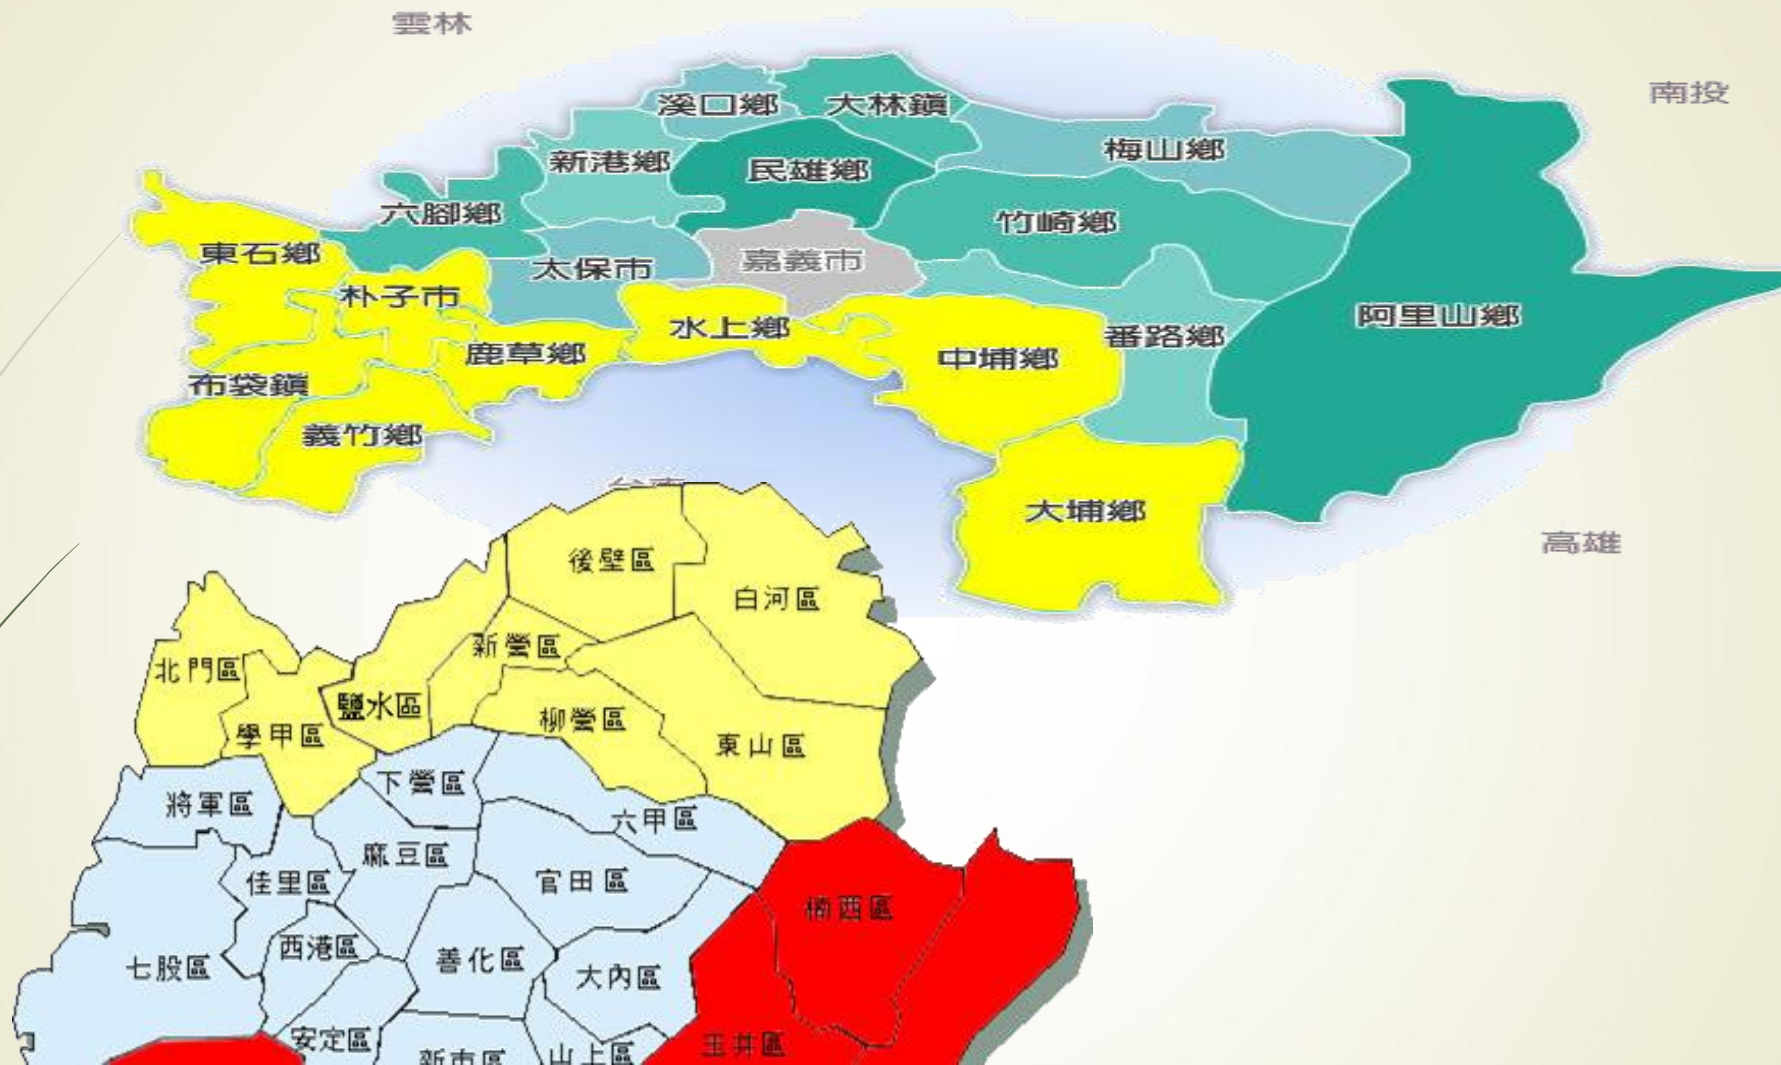 雲林
南投
溪口鄉
大林鎮
新港鄉
民雄鄉
梅山鄉
六腳鄉
竹崎鄉
東石鄉
太保市
嘉義市
朴子市
水上鄉
阿里山鄉
鹿草鄉
中埔鄉
番路鄉
布袋鎮
義竹鄉
大埔鄉
高雄
後壁區
白河區
新營區
北門區
鹽水區
學甲區
柳營區
東山區
下營區
將軍區
六甲區
麻豆區
佳里區
官田區
楠西區
西港區
善化區
七股區
大內區
安定區
玉井區
新市區
山上區